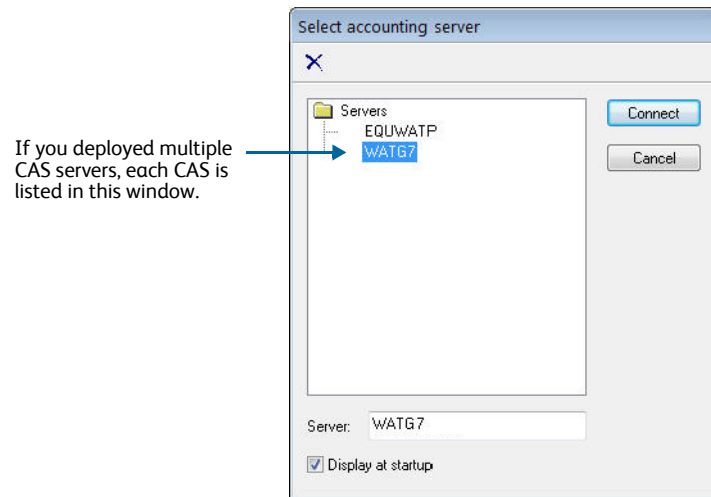 Select accounting server
Servers
EQUWATP
WATG7
Connect
Cancel
If you deployed multiple
CAS servers, each CAS is
listed in this window.
Server: WATG7
Display at startup